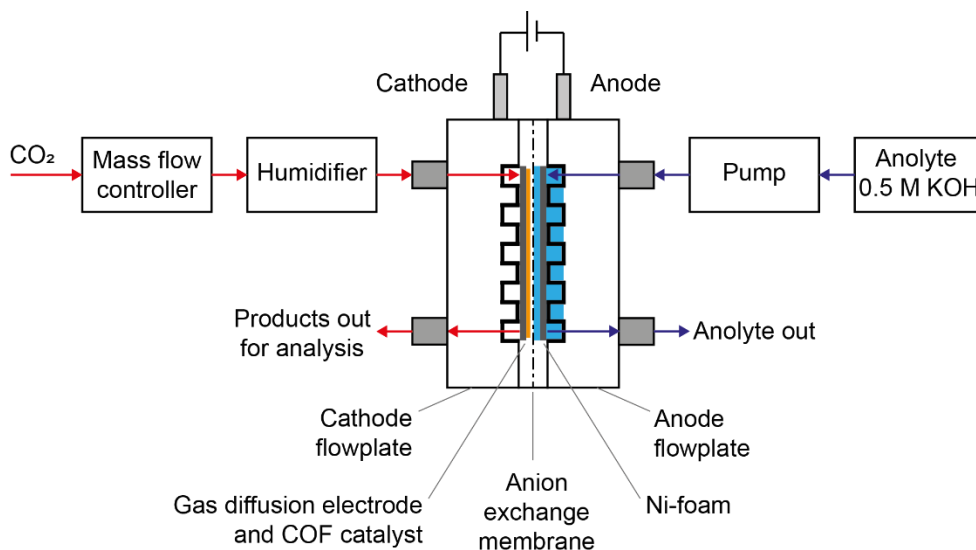 Cathode
Anode
CO₂
Mass flow
controller
Humidifier
Pump
Anolyte
0.5 M KOH
Products out
for analysis
Anolyte out
Cathode
flowplate
Anode
flowplate
Gas diffusion electrode
and COF catalyst
Anion
exchange
membrane
Ni-foam